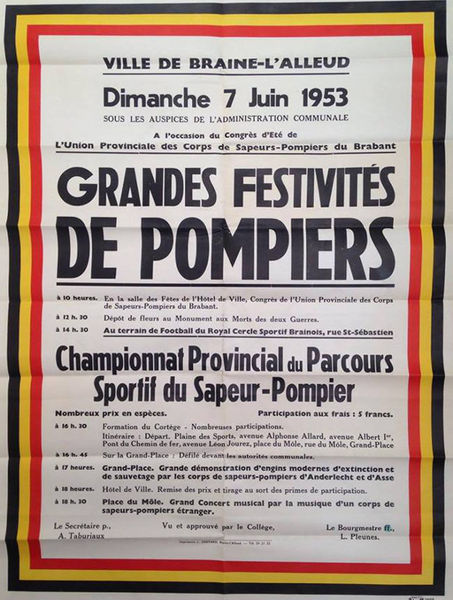 VILLE DE BRAINE-L'ALLEUD
Dimanche 7 Juin 1953
SOUS LES AUSPICES DE L'ADMINISTRATION COMMUNALE
A l'occasion du Congrès d'Eté de
L'Union Provinciale des Corps de Sapeurs-Pompiers du Brabant
GRANDES FESTIVITÉS
DE POMPIERS
à 10 heures. En la salle des Fêtes de l'Hôtel de Ville, Congrès de l'Union Provinciale des Corps
de Sapeurs-Pompiers du Brabant.
à 12 h. 30 Dépôt de fleurs au Monument aux Morts des deux Guerres.
à 14 h. 30 Au terrain de Football du Royal Cercle Sportif Brainois, rue St-Sébastien
Championnat Provincial du Parcours
Sportif du Sapeur-Pompier
Nombreux prix en espèces. Participation aux frais : 5 francs.
à 16 h. 30 Formation du Cortège - Nombreuses participations.
Itinéraire : Départ. Plaine des Sports, avenue Alphonse Allard, avenue Albert Ier,
Pont du Chemin de fer, avenue Léon Jourez, place du Môle, rue du Môle, Grand-Place
à 16 h. 45 Sur la Grand-Place : Défilé devant les autorités communales.
à 17 heures. Grand-Place. Grande démonstration d'engins modernes d'extinction et
de sauvetage par les corps de sapeurs-pompiers d'Anderlecht et d'Asse
à 18 heures. Hôtel de Ville. Remise des prix et tirage au sort des primes de participation.
à 18 h. 30 Place du Môle. Grand Concert musical par la musique d'un corps de
sapeurs-pompiers étranger.
Le Secrétaire p., Vu et approuvé par le Collège, Le Bourgmestre
A. Taburiaux L. Pleunes.